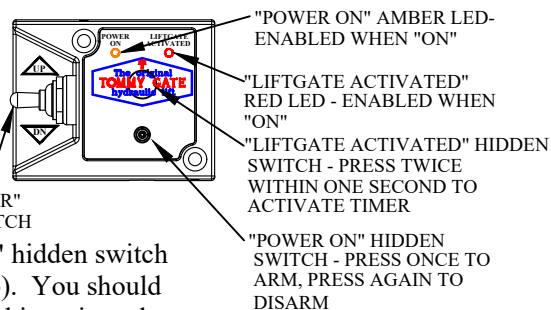 "POWER ON" AMBER LED-
ENABLED WHEN "ON"
POWER
ON
LIFTGATE
ACTIVATED
UP
The original
TOMMY GATE
hydraulic lift
DN
"LIFTGATE ACTIVATED"
RED LED - ENABLED WHEN
"ON"
"LIFTGATE ACTIVATED" HIDDEN
SWITCH - PRESS TWICE
WITHIN ONE SECOND TO
ACTIVATE TIMER
"POWER ON" HIDDEN
SWITCH - PRESS ONCE TO
ARM, PRESS AGAIN TO
DISARM
" hidden switch
). You should